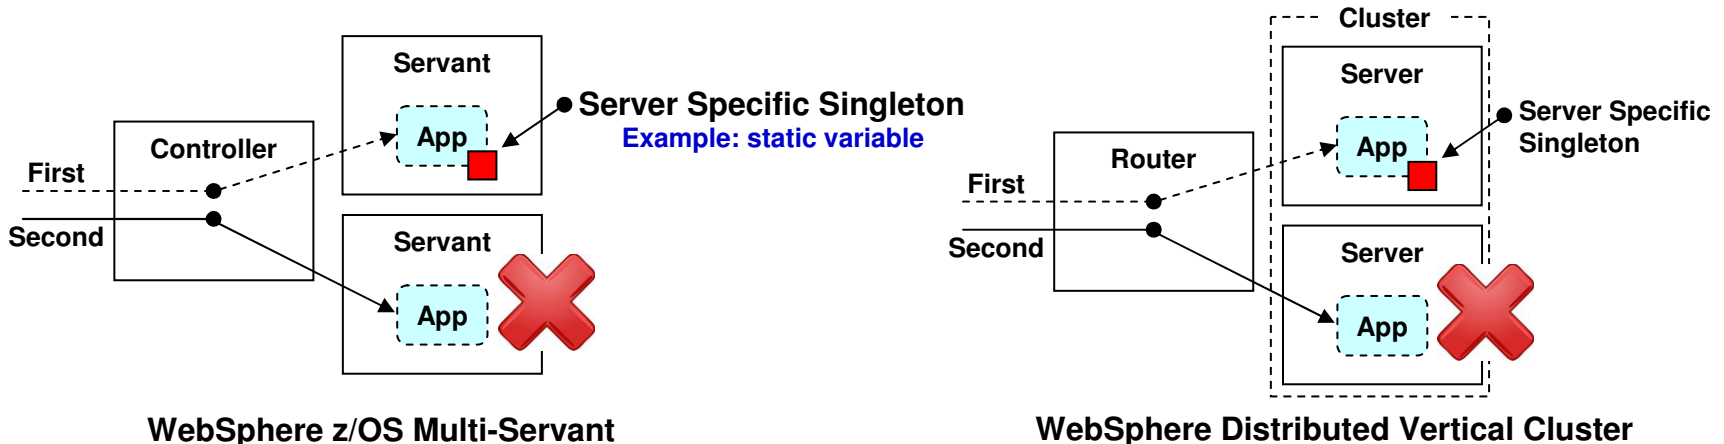 Servant
App
Server Specific Singleton
Example: static variable
Controller
First
Second
Servant
App
WebSphere z/OS Multi-Servant
Cluster
Server
App
Server Specific
Singleton
Router
First
Second
Server
App
WebSphere Distributed Vertical Cluster